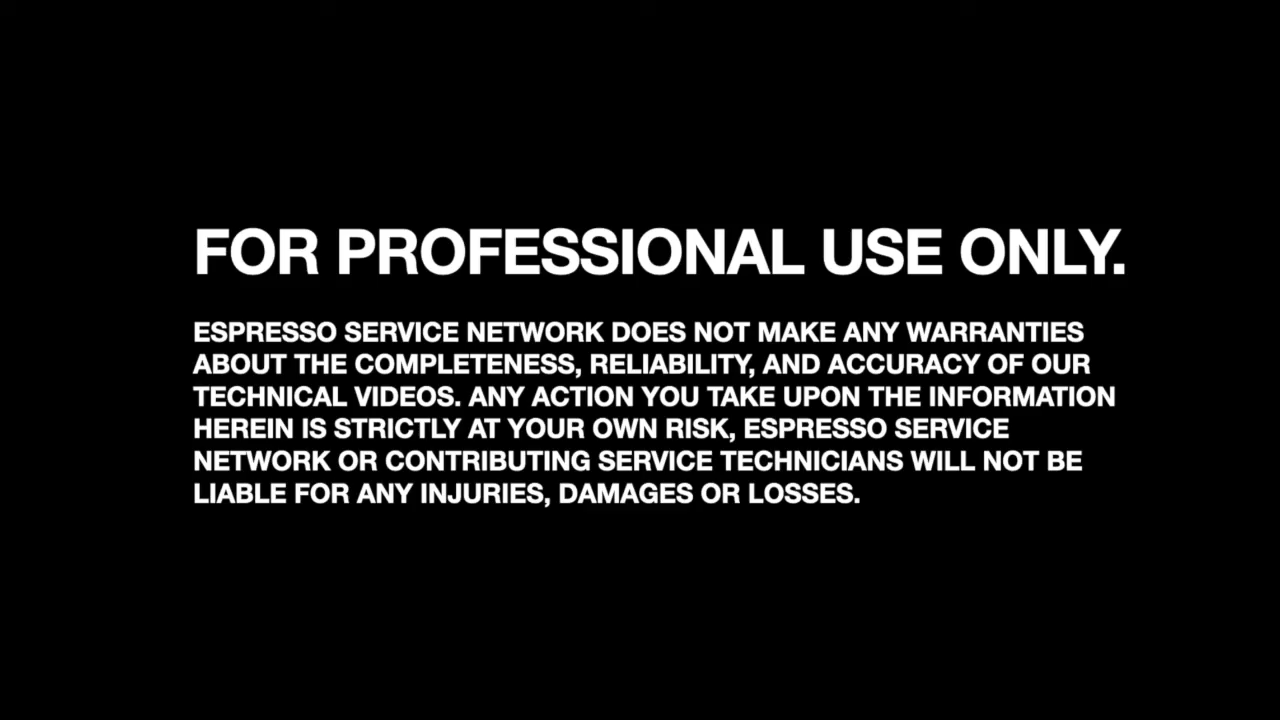 FOR PROFESSIONAL USE ONLY.
ESPRESSO SERVICE NETWORK DOES NOT MAKE ANY WARRANTIES
ABOUT THE COMPLETENESS, RELIABILITY, AND ACCURACY OF OUR
TECHNICAL VIDEOS. ANY ACTION YOU TAKE UPON THE INFORMATION
HEREIN IS STRICTLY AT YOUR OWN RISK, ESPRESSO SERVICE
NETWORK OR CONTRIBUTING SERVICE TECHNICIANS WILL NOT BE
LIABLE FOR ANY INJURIES, DAMAGES OR LOSSES.